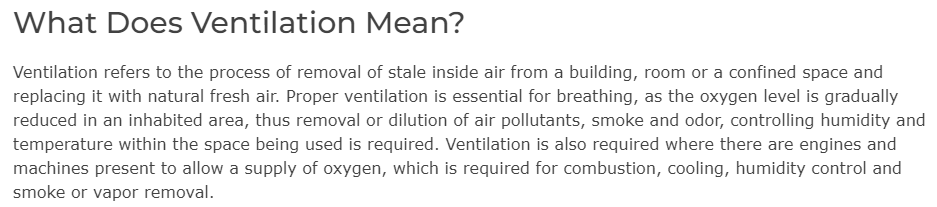 What Does Ventilation Mean?
Ventilation refers to the process of removal of stale inside air from a building, room or a confined space and
replacing it with natural fresh air. Proper ventilation is essential for breathing, as the oxygen level is gradually
reduced in an inhabited area, thus removal or dilution of air pollutants, smoke and odor, controlling humidity and
temperature within the space being used is required. Ventilation is also required where there are engines and
machines present to allow a supply of oxygen, which is required for combustion, cooling, humidity control and
smoke or vapor removal.